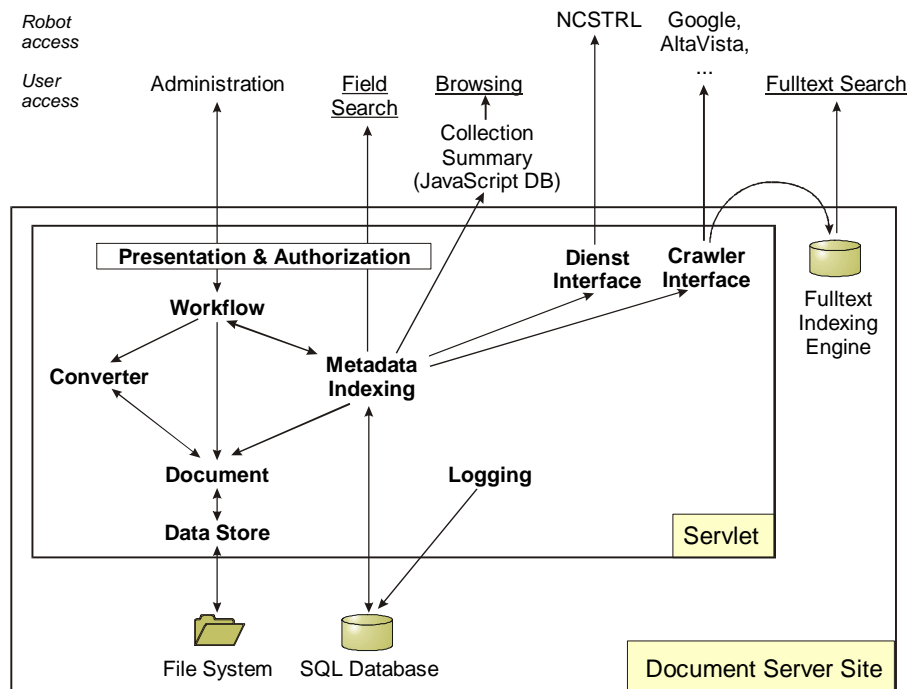 Robot
access
NCSTRL
Google,
AltaVista,
...
User
access
Administration
Field
Search
Browsing
Fulltext Search
Collection
Summary
(JavaScript DB)
Presentation & Authorization
Dienst
Interface
Crawler
Interface
Workflow
Fulltext
Indexing
Engine
Converter
Metadata
Indexing
Document
Logging
Data Store
Servlet
File System
SQL Database
Document Server Site